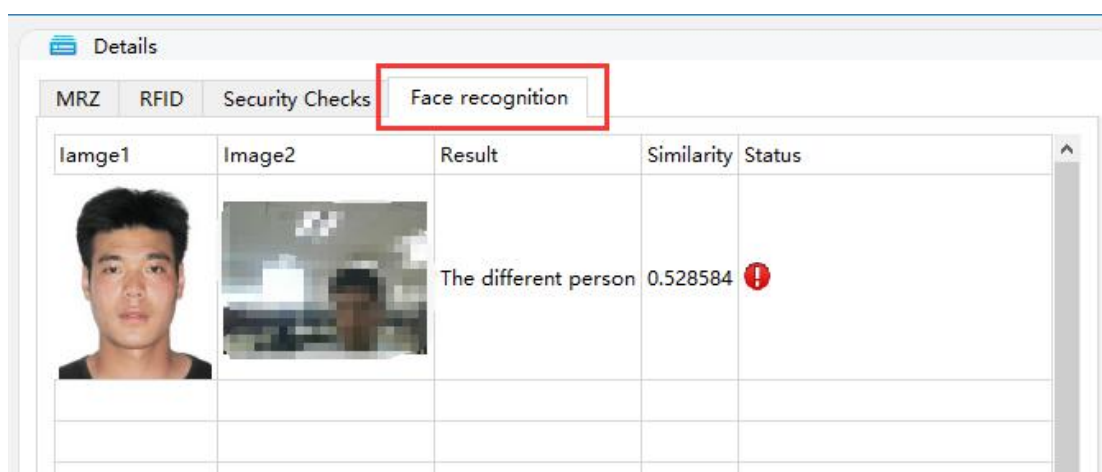 Details
MRZ RFID Security Checks Face recognition
Iamge1 Image2 Result Similarity Status
The different person 0.528584